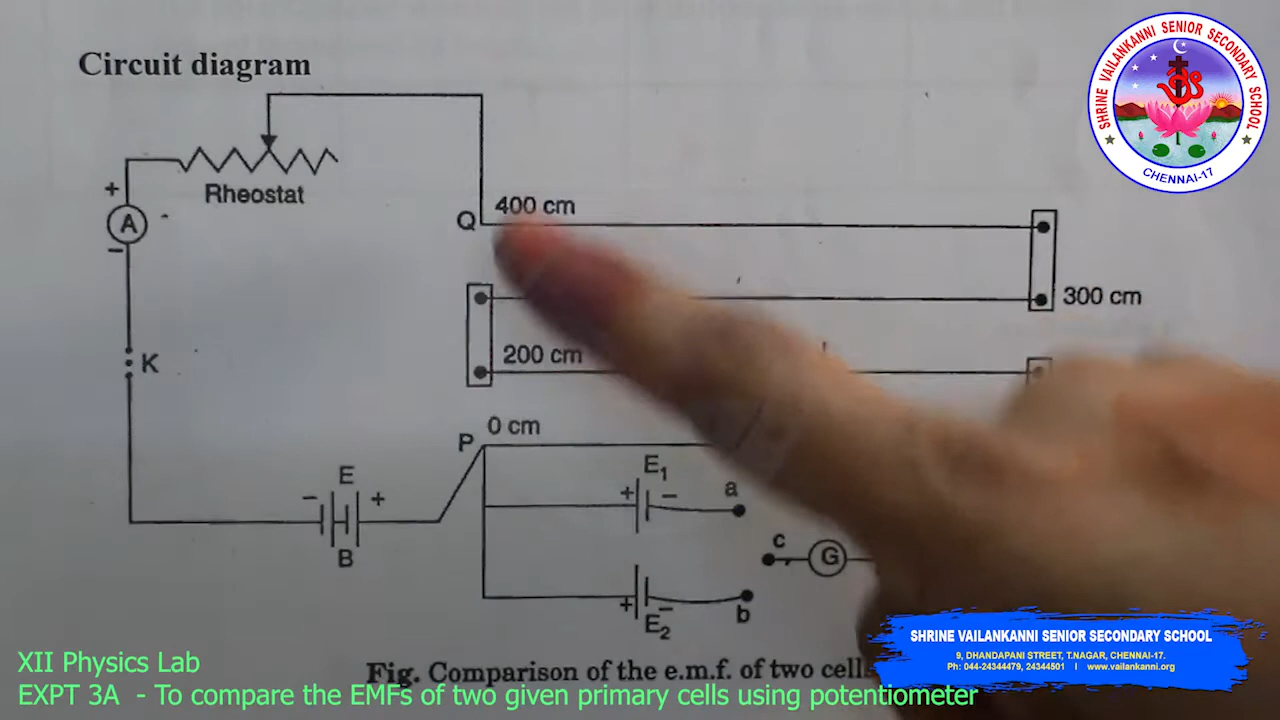 Circuit diagram
SHRINE VAILANKANNI SENIOR SECONDARY SCHOOL
CHENNAI-17
+
Rheostat
A
−
Q
400 cm
300 cm
K
200 cm
P
0 cm
E
− +
B
E₁
+ −
a
c
G
+ −
E₂
b
SHRINE VAILANKANNI SENIOR SECONDARY SCHOOL
9, DHANDAPANI STREET, T.NAGAR, CHENNAI-17.
Ph: 044-24344479, 24344501 I www.vailankanni.org
XII Physics Lab
Fig. Comparison of the e.m.f. of two cell
EXPT 3A - To compare the EMFs of two given primary cells using potentiometer